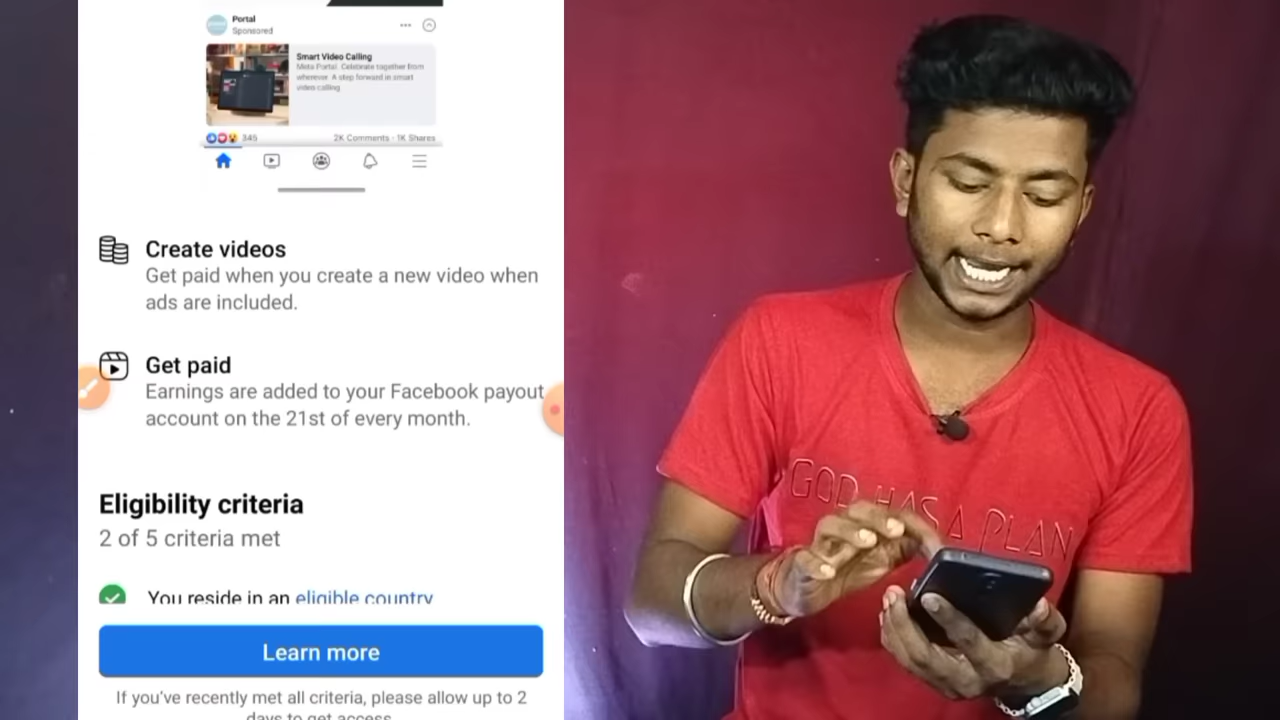 Portal
Sponsored
Smart Video Calling
Meta Portal. Celebrate together from
wherever. A step forward in smart
video calling
345
2K Comments · 1K Shares
Create videos
Get paid when you create a new video when
ads are included.
Get paid
Earnings are added to your Facebook payout
account on the 21st of every month.
Eligibility criteria
2 of 5 criteria met
You reside in an eligible country
Learn more
If you've recently met all criteria, please allow up to 2
days to get access
GOD HAS A PLAN